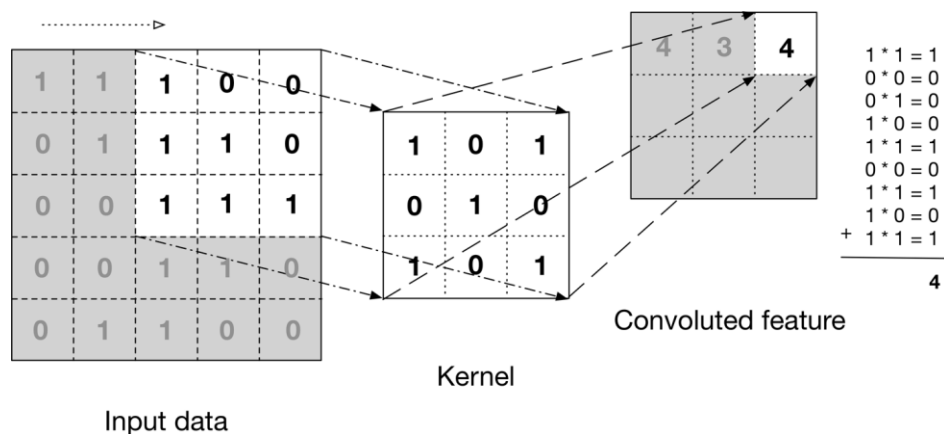 1 1 1 0 0
0 1 1 1 0
0 0 1 1 1
0 0 1 1 0
0 1 1 0 0
Input data
1 0 1
0 1 0
1 0 1
Kernel
4 3 4
Convoluted feature
1 * 1 = 1
0 * 0 = 0
0 * 1 = 0
1 * 0 = 0
1 * 1 = 1
0 * 0 = 0
1 * 1 = 1
1 * 0 = 0
+ 1 * 1 = 1
4